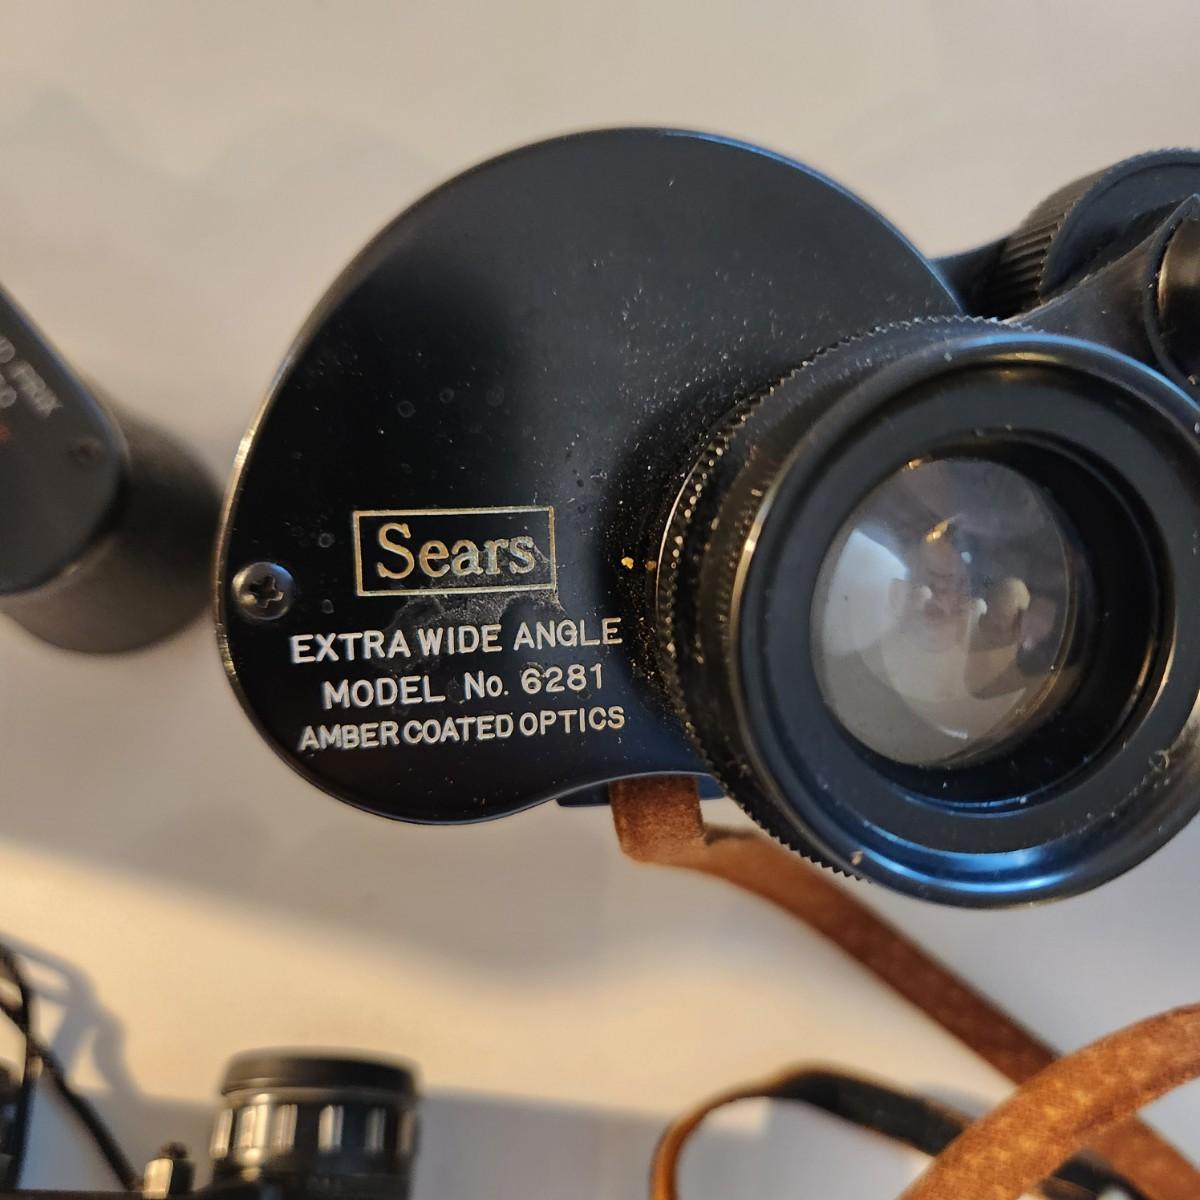 Sears
EXTRA WIDE ANGLE
MODEL No. 6281
AMBER COATED OPTICS